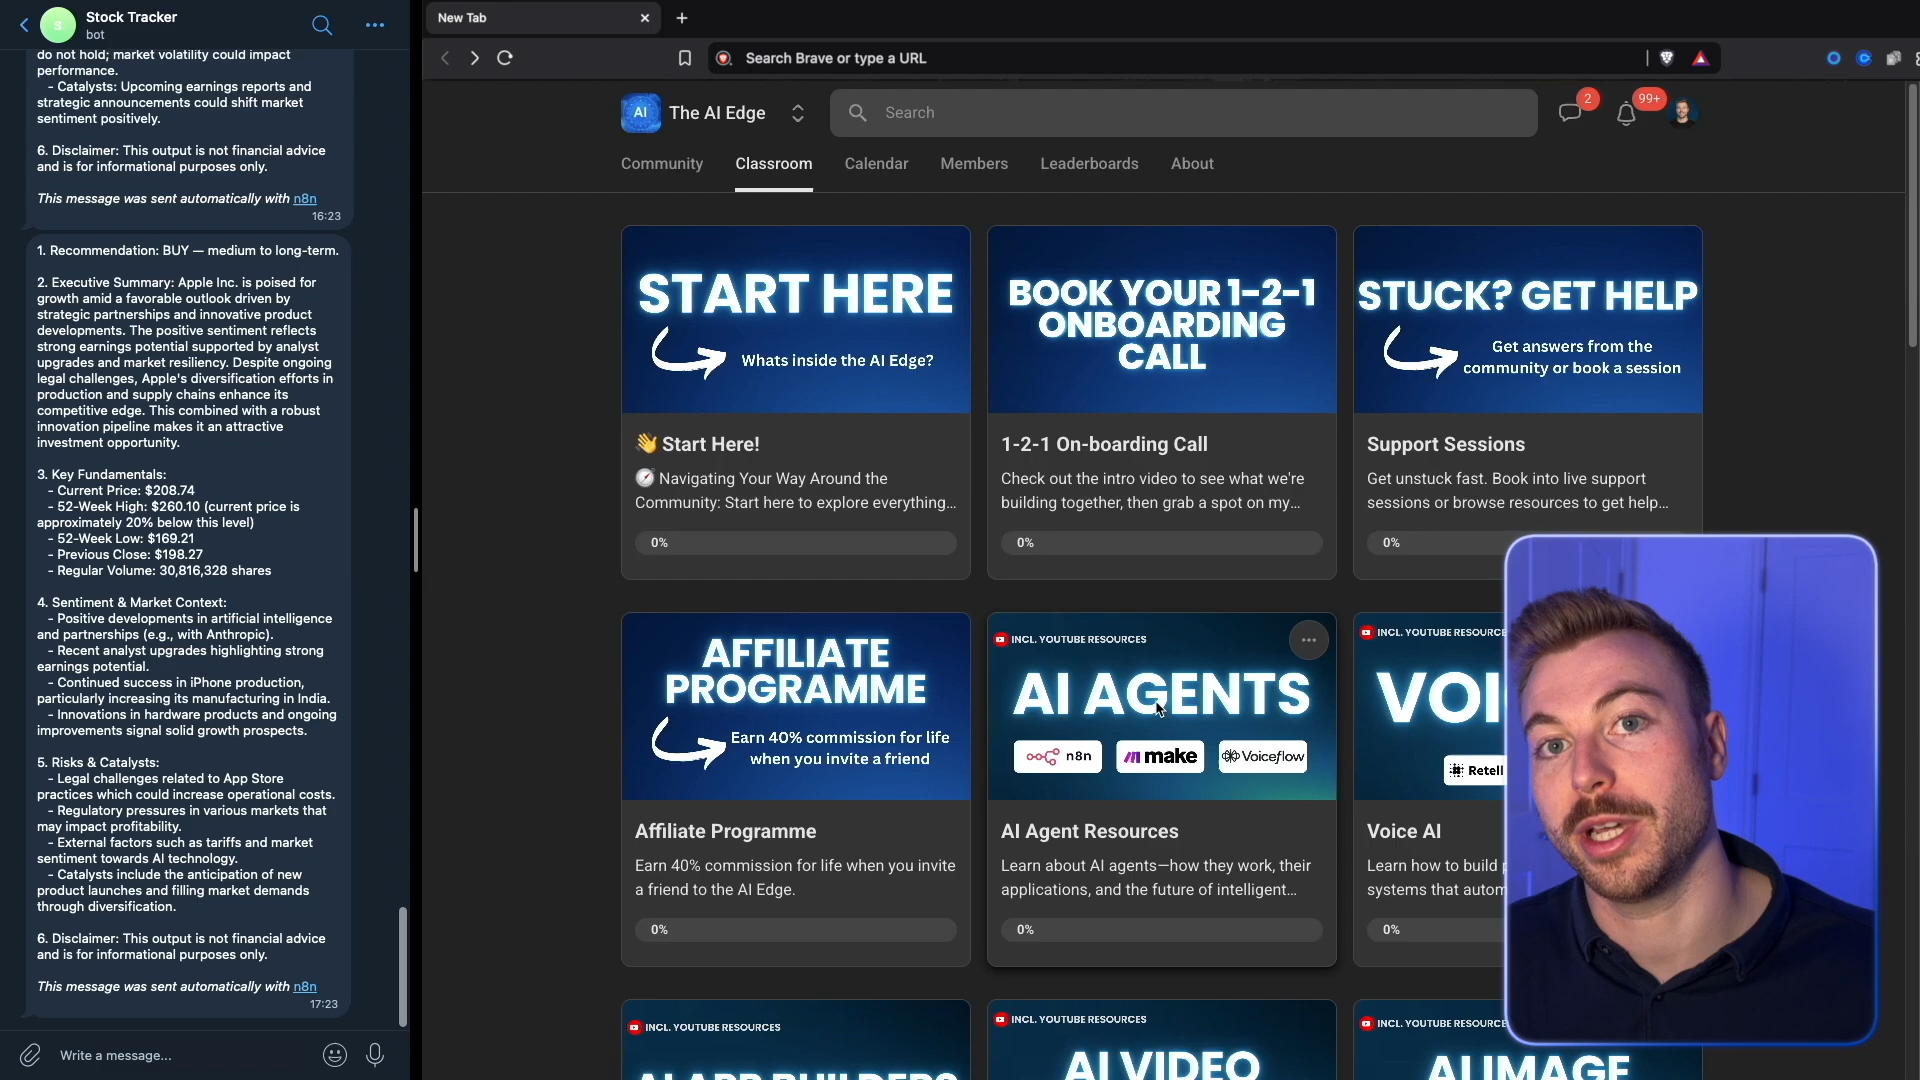 Stock Tracker
bot
do not hold; market volatility could impact
performance.
- Catalysts: Upcoming earnings reports and
strategic announcements could shift market
sentiment positively.
6. Disclaimer: This output is not financial advice
and is for informational purposes only.
This message was sent automatically with n8n
16:23
1. Recommendation: BUY — medium to long-term.
2. Executive Summary: Apple Inc. is poised for
growth amid a favorable outlook driven by
strategic partnerships and innovative product
developments. The positive sentiment reflects
strong earnings potential supported by analyst
upgrades and market resiliency. Despite ongoing
legal challenges, Apple's diversification efforts in
production and supply chains enhance its
competitive edge. This combined with a robust
innovation pipeline makes it an attractive
investment opportunity.
3. Key Fundamentals:
- Current Price: $208.74
- 52-Week High: $260.10 (current price is
approximately 20% below this level)
- 52-Week Low: $169.21
- Previous Close: $198.27
- Regular Volume: 30,816,328 shares
4. Sentiment & Market Context:
- Positive developments in artificial intelligence
and partnerships (e.g., with Anthropic).
- Recent analyst upgrades highlighting strong
earnings potential.
- Continued success in iPhone production,
particularly increasing its manufacturing in India.
- Innovations in hardware products and ongoing
improvements signal solid growth prospects.
5. Risks & Catalysts:
- Legal challenges related to App Store
practices which could increase operational costs.
- Regulatory pressures in various markets that
may impact profitability.
- External factors such as tariffs and market
sentiment towards AI technology.
- Catalysts include the anticipation of new
product launches and filling market demands
through diversification.
6. Disclaimer: This output is not financial advice
and is for informational purposes only.
This message was sent automatically with n8n
17:23
Write a message...
New Tab
Search Brave or type a URL
AI
The AI Edge
Search
2
99+
Community
Classroom
Calendar
Members
Leaderboards
About
START HERE
Whats inside the AI Edge?
👋 Start Here!
🧭 Navigating Your Way Around the
Community: Start here to explore everything...
0%
BOOK YOUR 1-2-1
ONBOARDING
CALL
1-2-1 On-boarding Call
Check out the intro video to see what we're
building together, then grab a spot on my...
0%
STUCK? GET HELP
Get answers from the
community or book a session
Support Sessions
Get unstuck fast. Book into live support
sessions or browse resources to get help...
0%
AFFILIATE
PROGRAMME
Earn 40% commission for life
when you invite a friend
Affiliate Programme
Earn 40% commission for life when you invite
a friend to the AI Edge.
0%
INCL. YOUTUBE RESOURCES
AI AGENTS
n8n
make
Voiceflow
AI Agent Resources
Learn about AI agents—how they work, their
applications, and the future of intelligent...
0%
INCL. YOUTUBE RESOURCE
VOI
Retell
Voice AI
Learn how to build
systems that autom
0%
INCL. YOUTUBE RESOURCES
AI APP BUILDERS
INCL. YOUTUBE RESOURCES
AI VIDEO
INCL. YOUTUBE RESOURCE
AI IMAGE